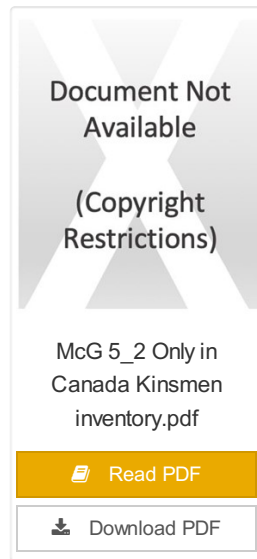 Document Not
Available
(Copyright
Restrictions)
McG 5_2 Only in
Canada Kinsmen
inventory.pdf
Read PDF
Download PDF